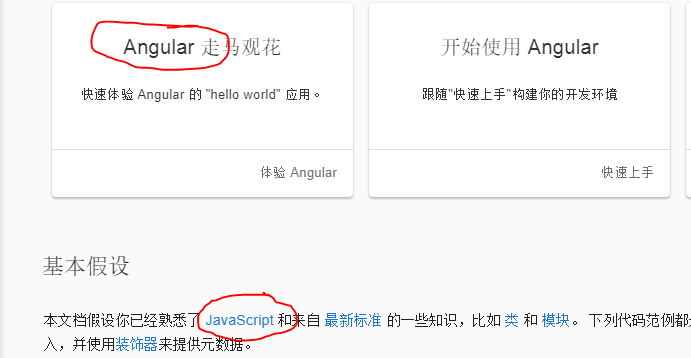 Angular 走马观花
快速体验 Angular 的 "hello world" 应用。
体验 Angular
开始使用 Angular
跟随"快速上手"构建你的开发环境
快速上手
基本假设
本文档假设你已经熟悉了 JavaScript 和来自 最新标准 的一些知识，比如 类 和 模块。 下列代码范例都
入，并使用装饰器来提供元数据。